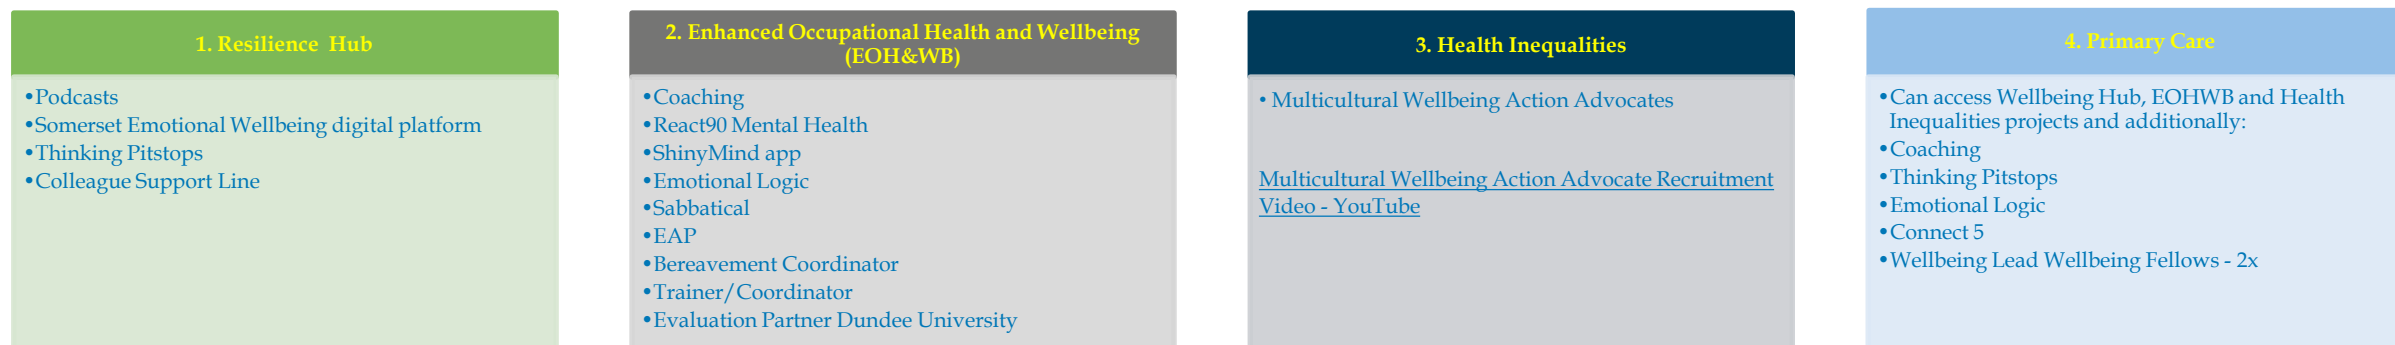 1. Resilience  Hub
•Podcasts
•Somerset Emotional Wellbeing digital platform
•Thinking Pitstops
•Colleague Support Line
2. Enhanced Occupational Health and Wellbeing
(EOH&WB)
•Coaching
•React90 Mental Health
•ShinyMind app
•Emotional Logic
•Sabbatical
•EAP
•Bereavement Coordinator
•Trainer/Coordinator
•Evaluation Partner Dundee University
3. Health Inequalities
• Multicultural Wellbeing Action Advocates
Multicultural Wellbeing Action Advocate Recruitment
Video - YouTube
4. Primary Care
•Can access Wellbeing Hub, EOHWB and Health
Inequalities projects and additionally:
•Coaching
•Thinking Pitstops
•Emotional Logic
•Connect 5
•Wellbeing Lead Wellbeing Fellows - 2x